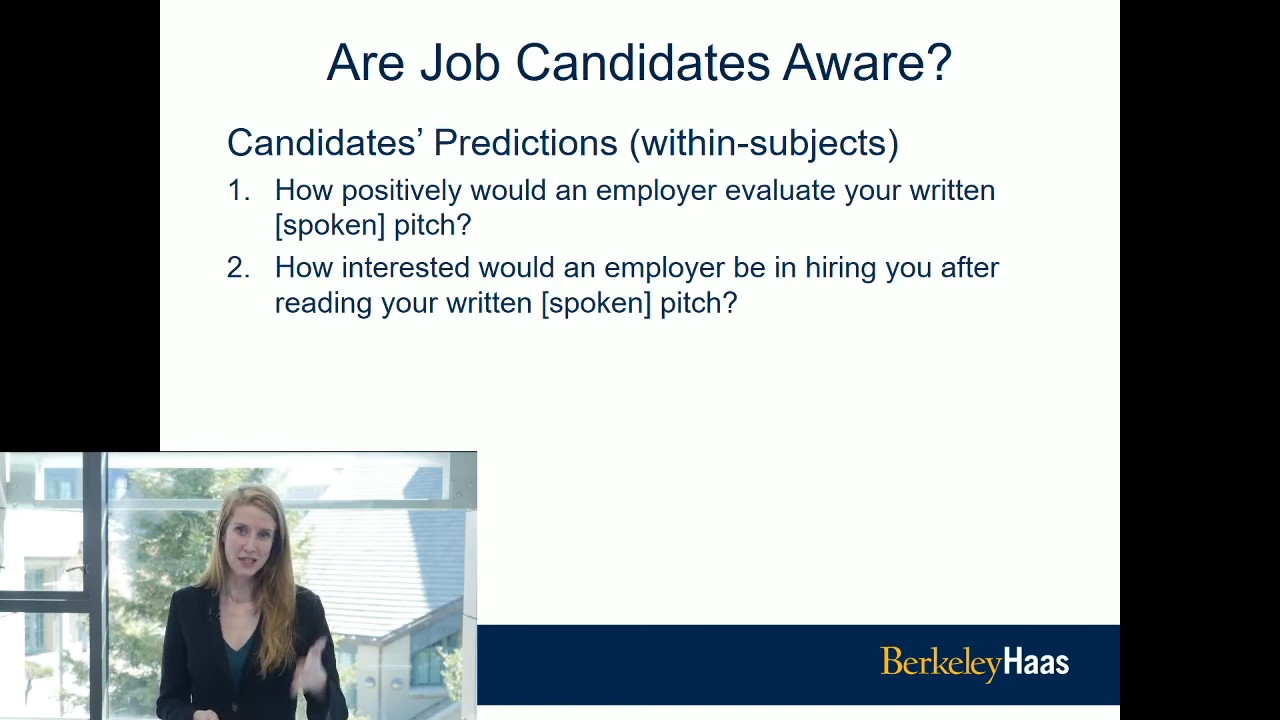 Are Job Candidates Aware?
Candidates’ Predictions (within-subjects)
1. How positively would an employer evaluate your written
[spoken] pitch?
2. How interested would an employer be in hiring you after
reading your written [spoken] pitch?
BerkeleyHaas